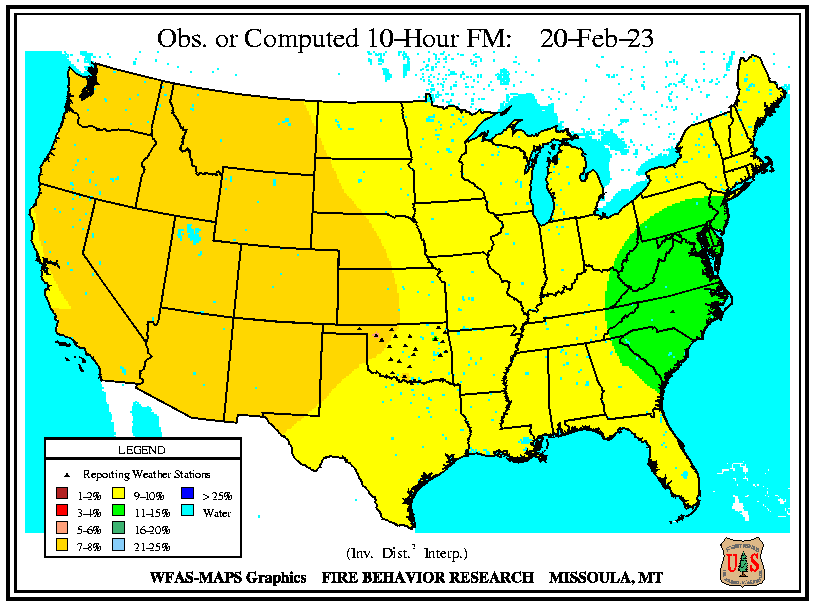 Obs. or Computed 10-Hour FM: 20-Feb-23
LEGEND
Reporting Weather Stations
1-2% 9-10% > 25%
3-4% 11-15% Water
5-6% 16-20%
7-8% 21-25%
(Inv. Dist.² Interp.)
WFAS-MAPS Graphics FIRE BEHAVIOR RESEARCH MISSOULA, MT
U S